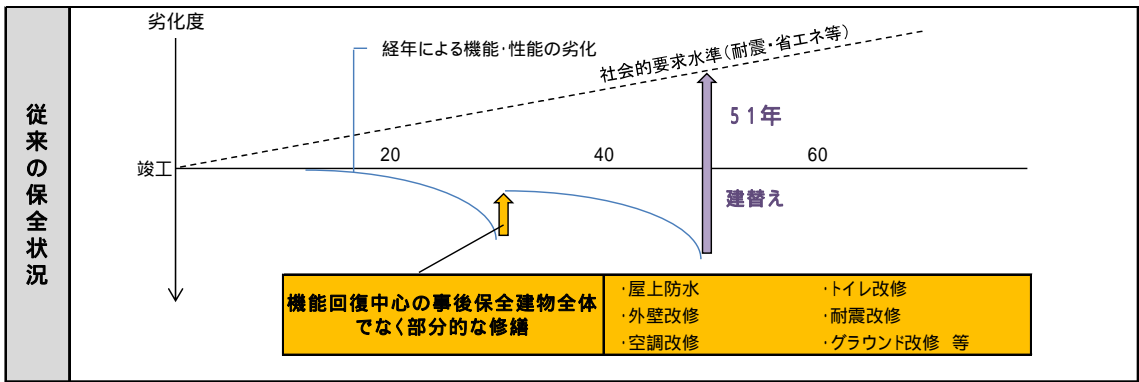 従来の保全状況
劣化度
経年による機能・性能の劣化
社会的要求水準（耐震・省エネ等）
51年
竣工
20
40
60
建替え
機能回復中心の事後保全建物全体
でなく部分的な修繕
・屋上防水
・外壁改修
・空調改修
・トイレ改修
・耐震改修
・グラウンド改修 等